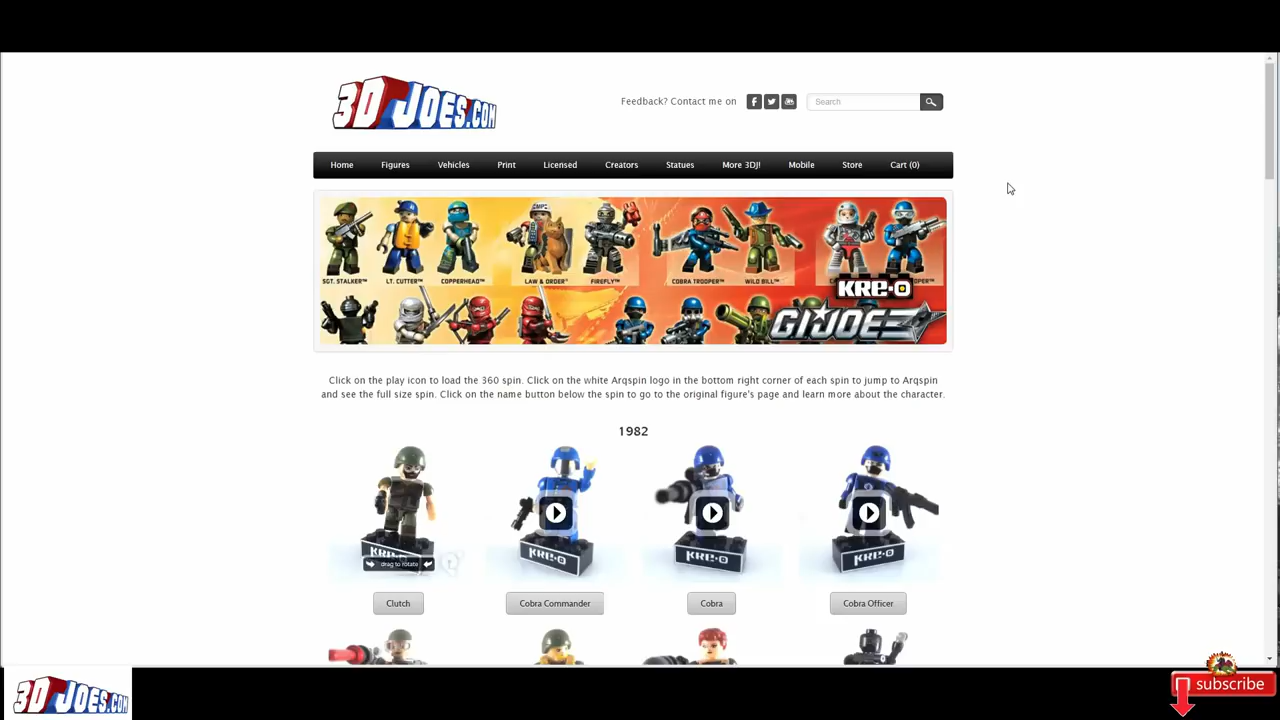 3D JOES.COM
Feedback? Contact me on
Search
Home Figures Vehicles Print Licensed Creators Statues More 3DJ! Mobile Store Cart (0)
SGT. STALKER™ LT. CUTTER™ COPPERHEAD™ LAW & ORDER® FIREFLY™ COBRA TROOPER™ WILD BILL™
KRE-O
GI JOE
Click on the play icon to load the 360 spin. Click on the white Arqspin logo in the bottom right corner of each spin to jump to Arqspin
and see the full size spin. Click on the name button below the spin to go to the original figure's page and learn more about the character.
1982
KRE-O KRE-O KRE-O KRE-O
drag to rotate
Clutch Cobra Commander Cobra Cobra Officer
3D JOES.COM
subscribe